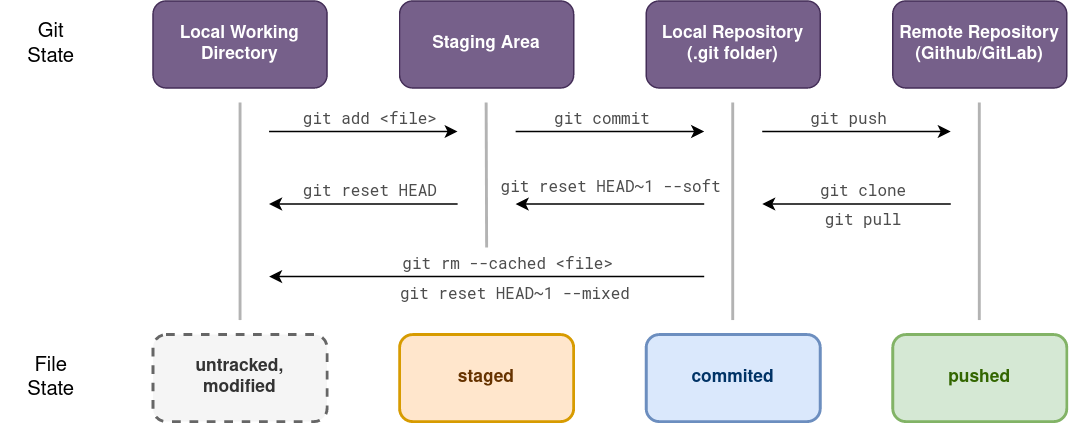 Git
State
Local Working
Directory
Staging Area
Local Repository
(.git folder)
Remote Repository
(Github/GitLab)
git add <file>
git commit
git push
git reset HEAD
git reset HEAD~1 --soft
git clone
git pull
git rm --cached <file>
git reset HEAD~1 --mixed
File
State
untracked,
modified
staged
commited
pushed